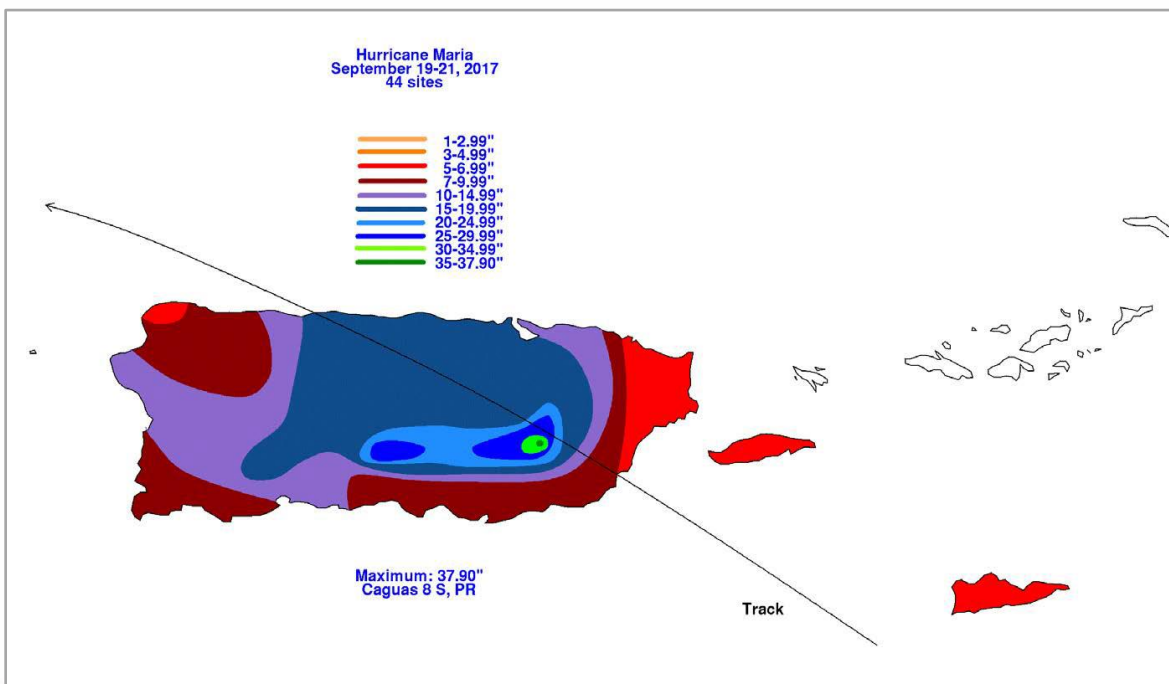 Hurricane Maria
September 19-21, 2017
44 sites
1-2.99"
3-4.99"
5-6.99"
7-9.99"
10-14.99"
15-19.99"
20-24.99"
25-29.99"
30-34.99"
35-37.90"
Maximum: 37.90"
Caguas 8 S, PR
Track